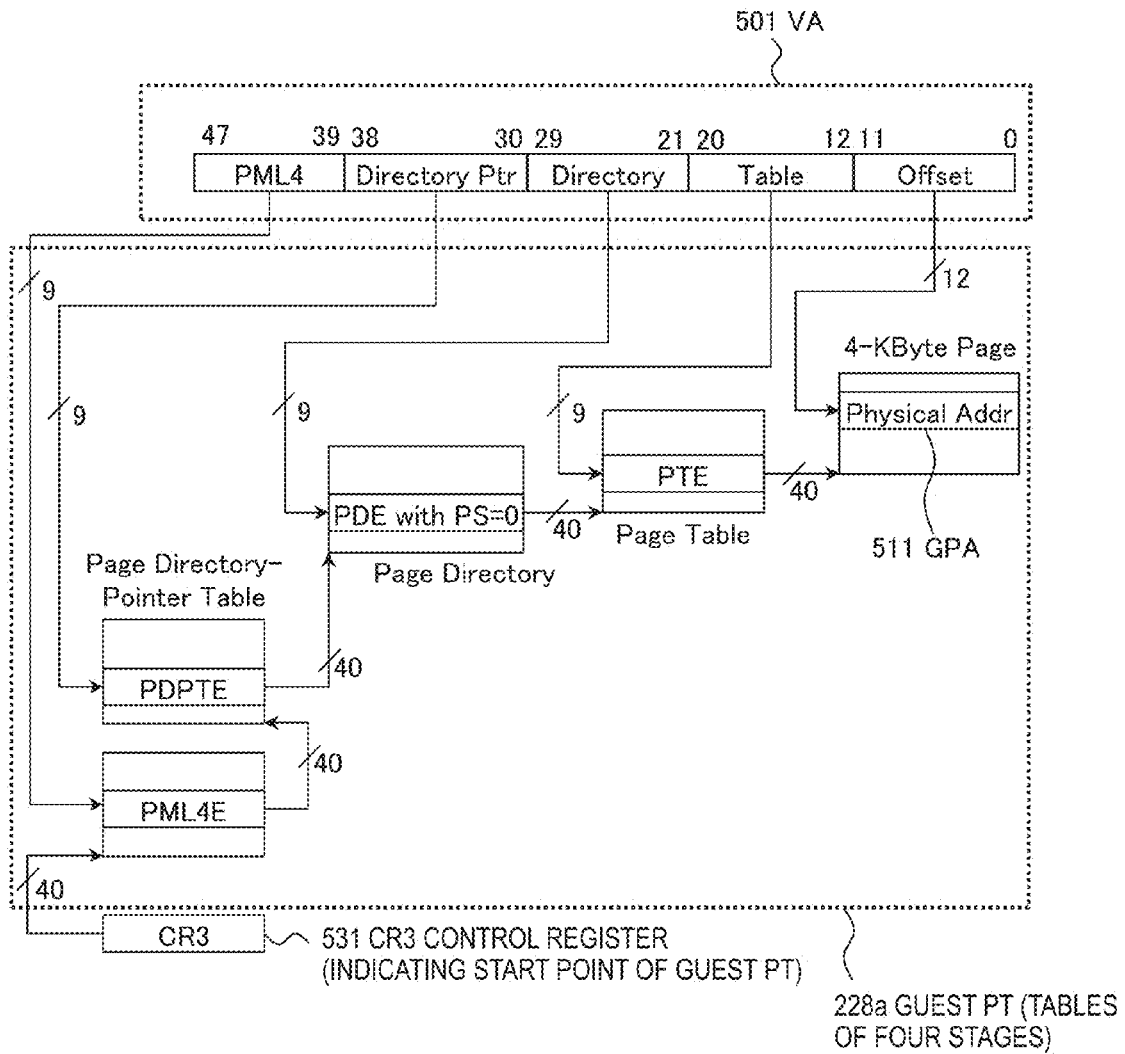 501 VA
47 39 38 30 29 21 20 12 11 0
PML4 Directory Ptr Directory Table Offset
9
12
4-KByte Page
9
9
9
Physical Addr
PTE
40
PDE with PS=0
40
Page Table
511 GPA
Page Directory-
Pointer Table
Page Directory
40
PDPTE
40
PML4E
40
CR3
531 CR3 CONTROL REGISTER
(INDICATING START POINT OF GUEST PT)
228a GUEST PT (TABLES
OF FOUR STAGES)